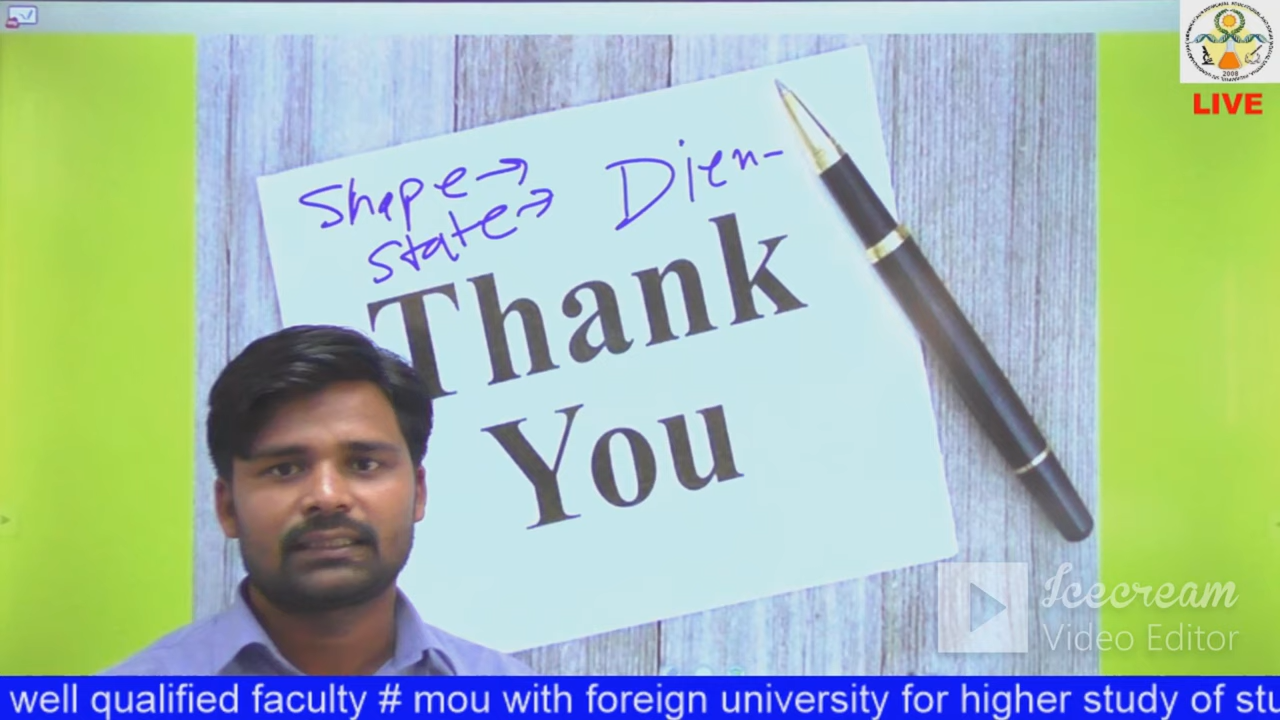 2008
LIVE
Shape→ Dien-
state→
Thank
You
Icecream
Video Editor
well qualified faculty # mou with foreign university for higher study of stu